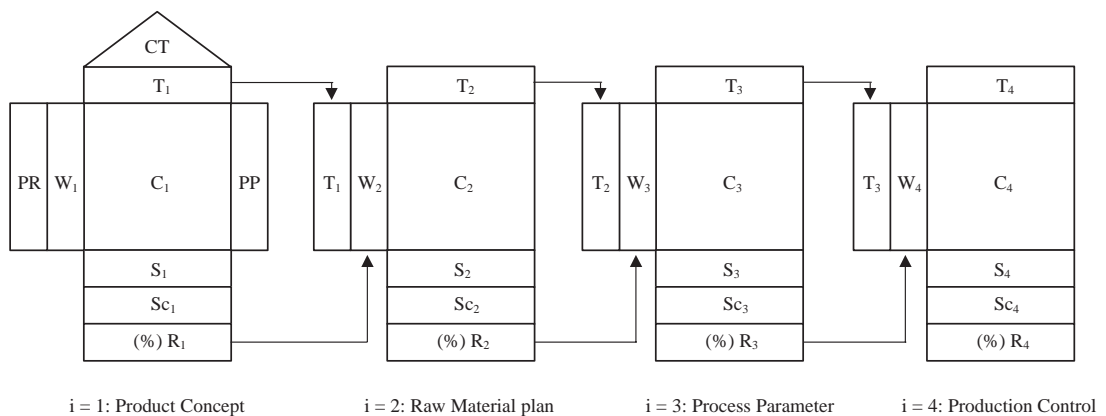 CT
T₁
T₂
T₃
T₄
PR W₁ C₁ PP
T₁ W₂ C₂
T₂ W₃ C₃
T₃ W₄ C₄
S₁
S₂
S₃
S₄
Sc₁
Sc₂
Sc₃
Sc₄
(%) R₁
(%) R₂
(%) R₃
(%) R₄
i = 1: Product Concept
i = 2: Raw Material plan
i = 3: Process Parameter
i = 4: Production Control